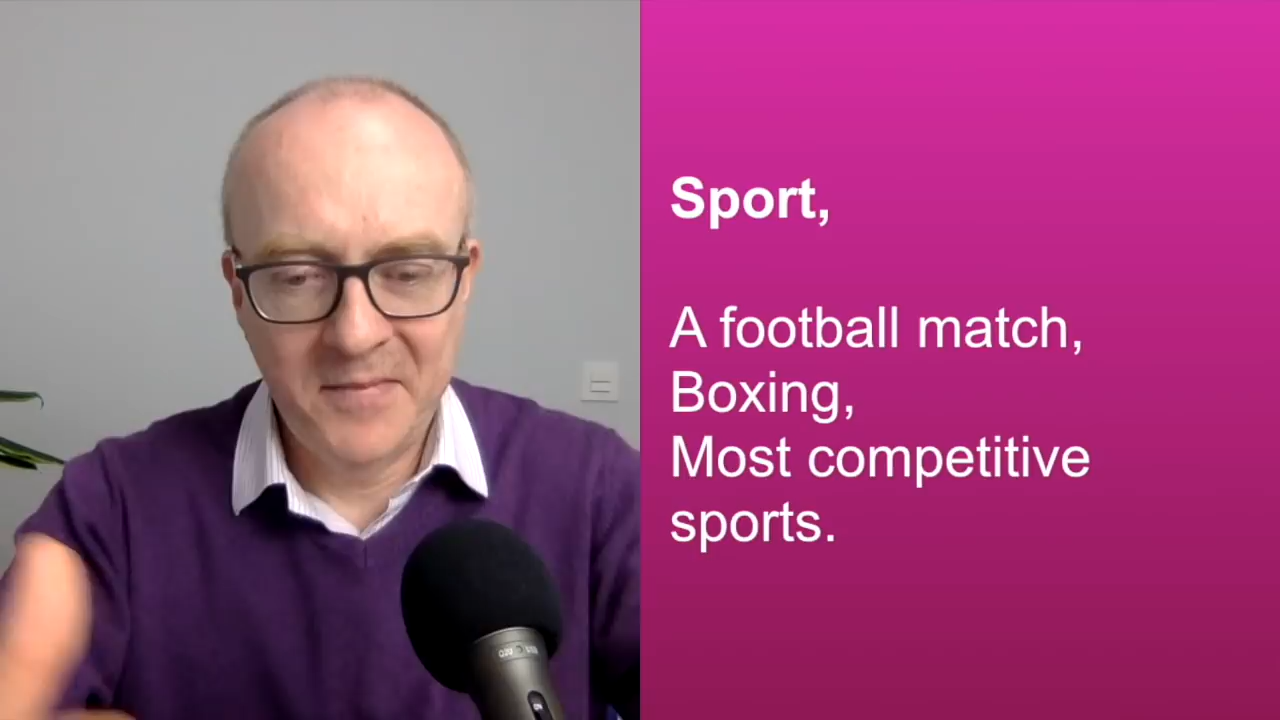 Sport,
A football match,
Boxing,
Most competitive
sports.